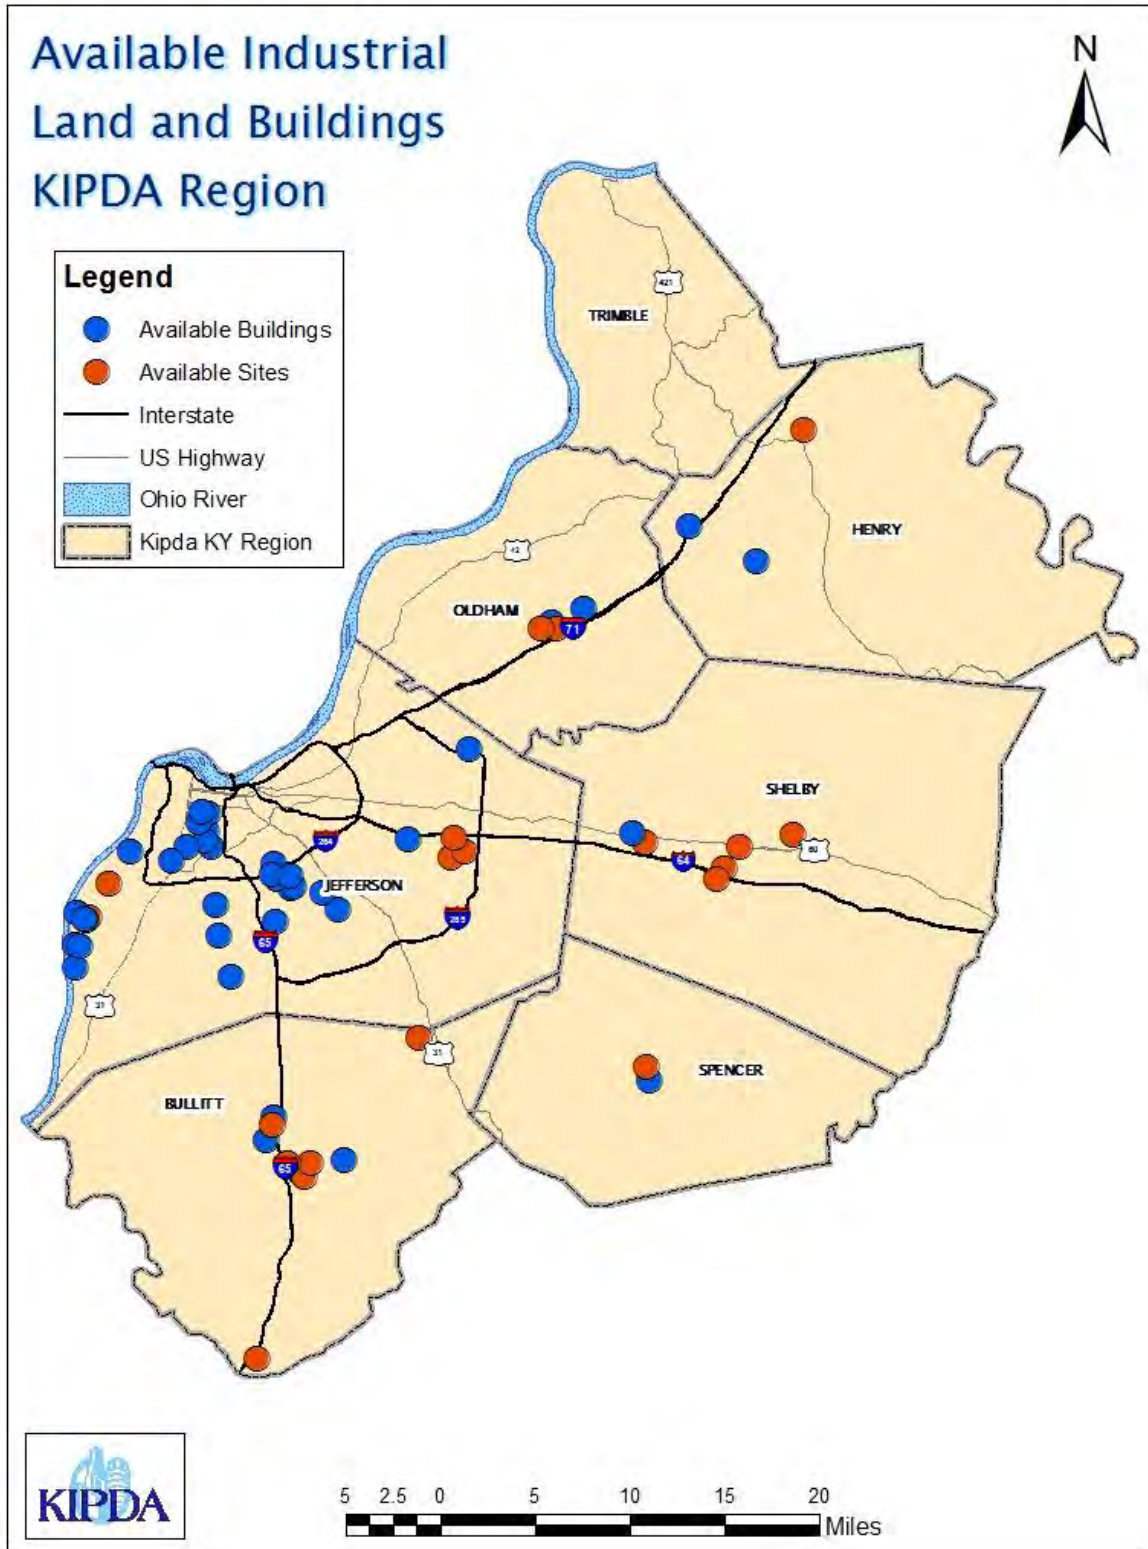 Available Industrial
Land and Buildings
KIPDA Region
N
Legend
Available Buildings
Available Sites
Interstate
US Highway
Ohio River
Kipda KY Region
421
TRIMBLE
HENRY
42
OLDHAM
71
SHELBY
60
64
264
JEFFERSON
265
65
31
31
SPENCER
BULLITT
65
KIPDA
5 2.5 0 5 10 15 20
Miles